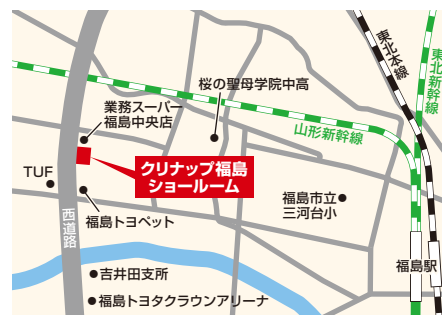 東北本線
東北新幹線
桜の聖母学院中高
業務スーパー
福島中央店
山形新幹線
クリナップ福島
ショールーム
TUF
福島市立
三河台小
西道路
福島トヨペット
福島駅
吉井田支所
福島トヨタクラウンアリーナ